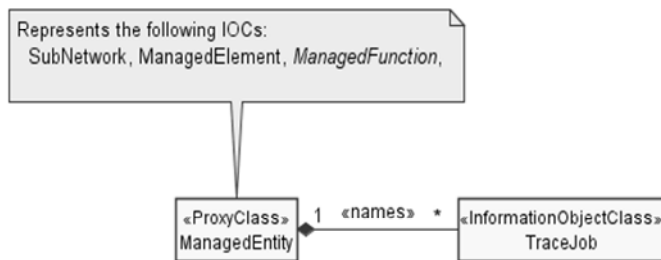 Represents the following IOCs:
SubNetwork, ManagedElement, ManagedFunction,
«ProxyClass» 1 «names» * «InformationObjectClass»
ManagedEntity TraceJob